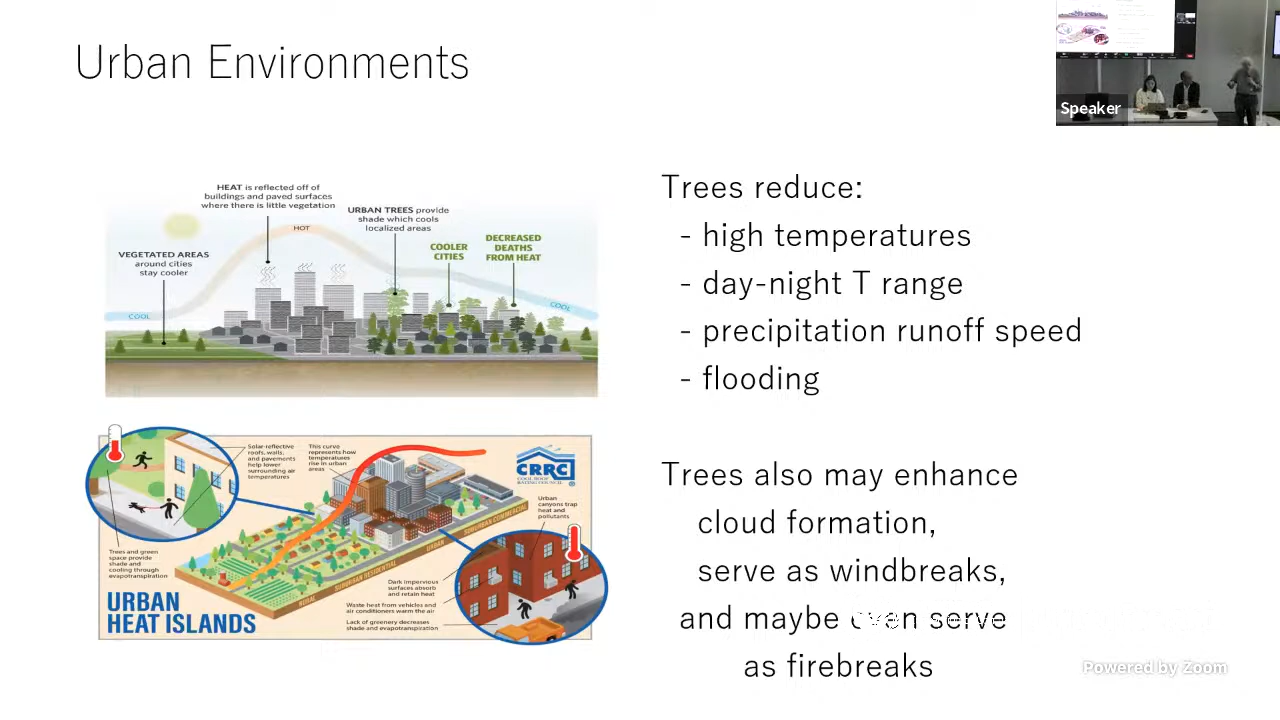 Urban Environments
Speaker
HEAT is reflected off of
buildings and paved surfaces
where there is little vegetation
URBAN TREES provide
shade which cools
localized areas
HOT
VEGETATED AREAS
around cities
stay cooler
COOLER
CITIES
DECREASED
DEATHS
FROM HEAT
COOL
COOL
Solar-reflective
roofs, walls,
and pavements
help lower
surrounding air
temperatures
This curve
represents how
temperatures
rise in urban
areas
CRRC
COOL ROOF
RATING COUNCIL
Urban
canyons trap
heat and
pollutants
Trees and green
space provide
shade and
cooling through
evapotranspiration
RURAL
SUBURBAN RESIDENTIAL
URBAN
SUBURBAN COMMERCIAL
Dark impervious
surfaces absorb
and retain heat
Waste heat from vehicles and
air conditioners warm the air
Lack of greenery decreases
shade and evapotranspiration
URBAN
HEAT ISLANDS
Trees reduce:
- high temperatures
- day-night T range
- precipitation runoff speed
- flooding
Trees also may enhance
cloud formation,
serve as windbreaks,
and maybe even serve
as firebreaks
Powered by Zoom